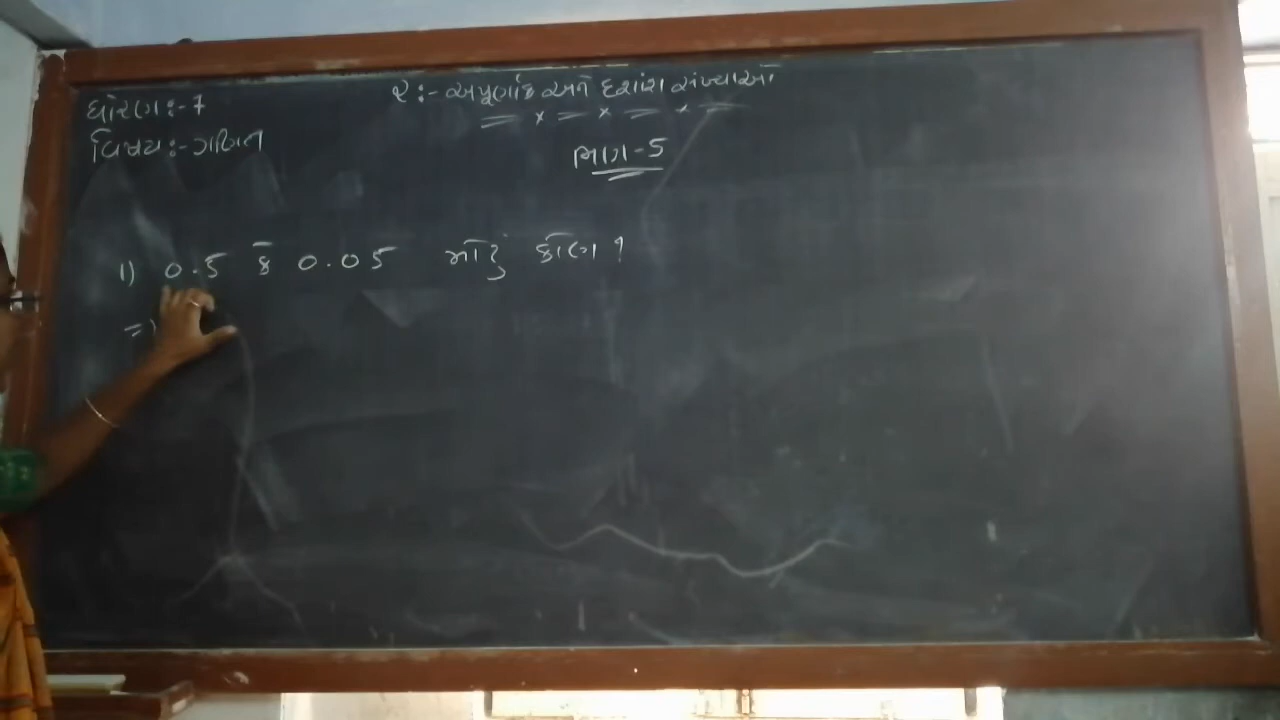 ધોરણ:-7
વિષય:-ગણિત
૨:-અપૂર્ણાંક અને દશાંશ સંખ્યાઓ
ભાગ-5
1) 0.5 કે 0.05 મોટું કોણ ?
=)